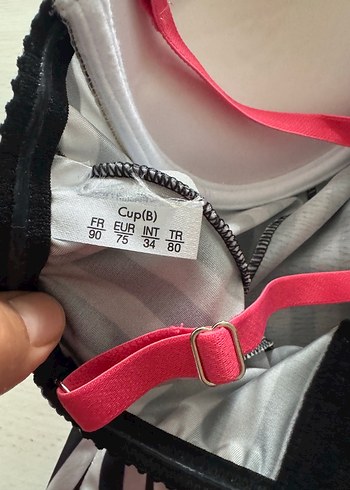 Cup(B)
FR EUR INT TR
90 75 34 80